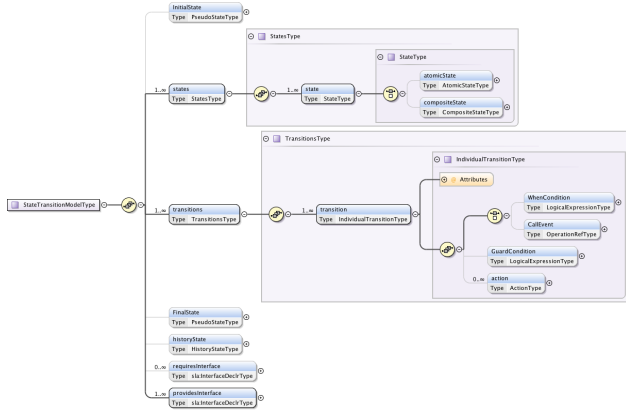 InitialState
Type PseudoStateType
StatesType
StateType
1..∞ states
Type StatesType
1..∞ state
Type StateType
atomicState
Type AtomicStateType
compositeState
Type CompositeStateType
TransitionsType
IndividualTransitionType
Attributes
StateTransitionModelType
1..∞ transitions
Type TransitionsType
1..∞ transition
Type IndividualTransitionType
WhenCondition
Type LogicalExpressionType
CallEvent
Type OperationRefType
GuardCondition
Type LogicalExpressionType
0..∞ action
Type ActionType
FinalState
Type PseudoStateType
historyState
Type HistoryStateType
0..∞ requiresInterface
Type sla:InterfaceDeclrType
1..∞ providesInterface
Type sla:InterfaceDeclrType